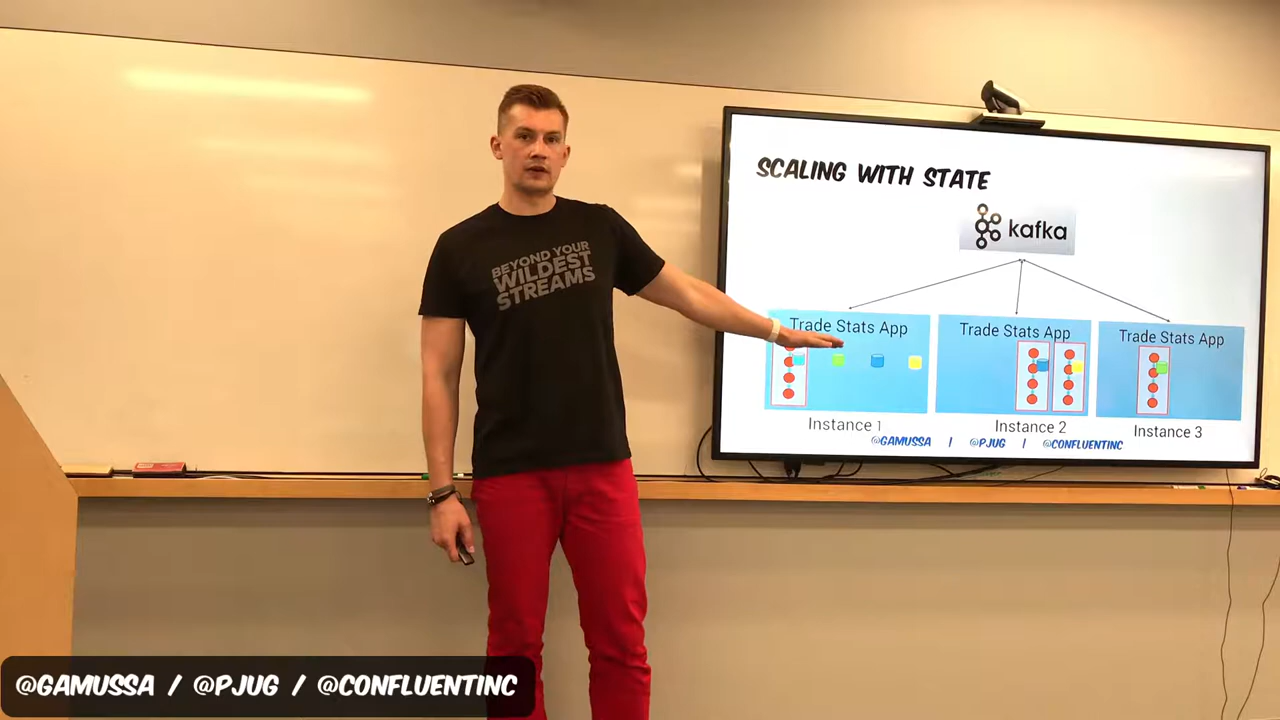 SCALING WITH STATE
kafka
Trade Stats App
Trade Stats App
Trade Stats App
Instance 1
Instance 2
Instance 3
@GAMUSSA / @PJUG / @CONFLUENTINC
BEYOND YOUR
WILDEST
STREAMS
@GAMUSSA / @PJUG / @CONFLUENTINC